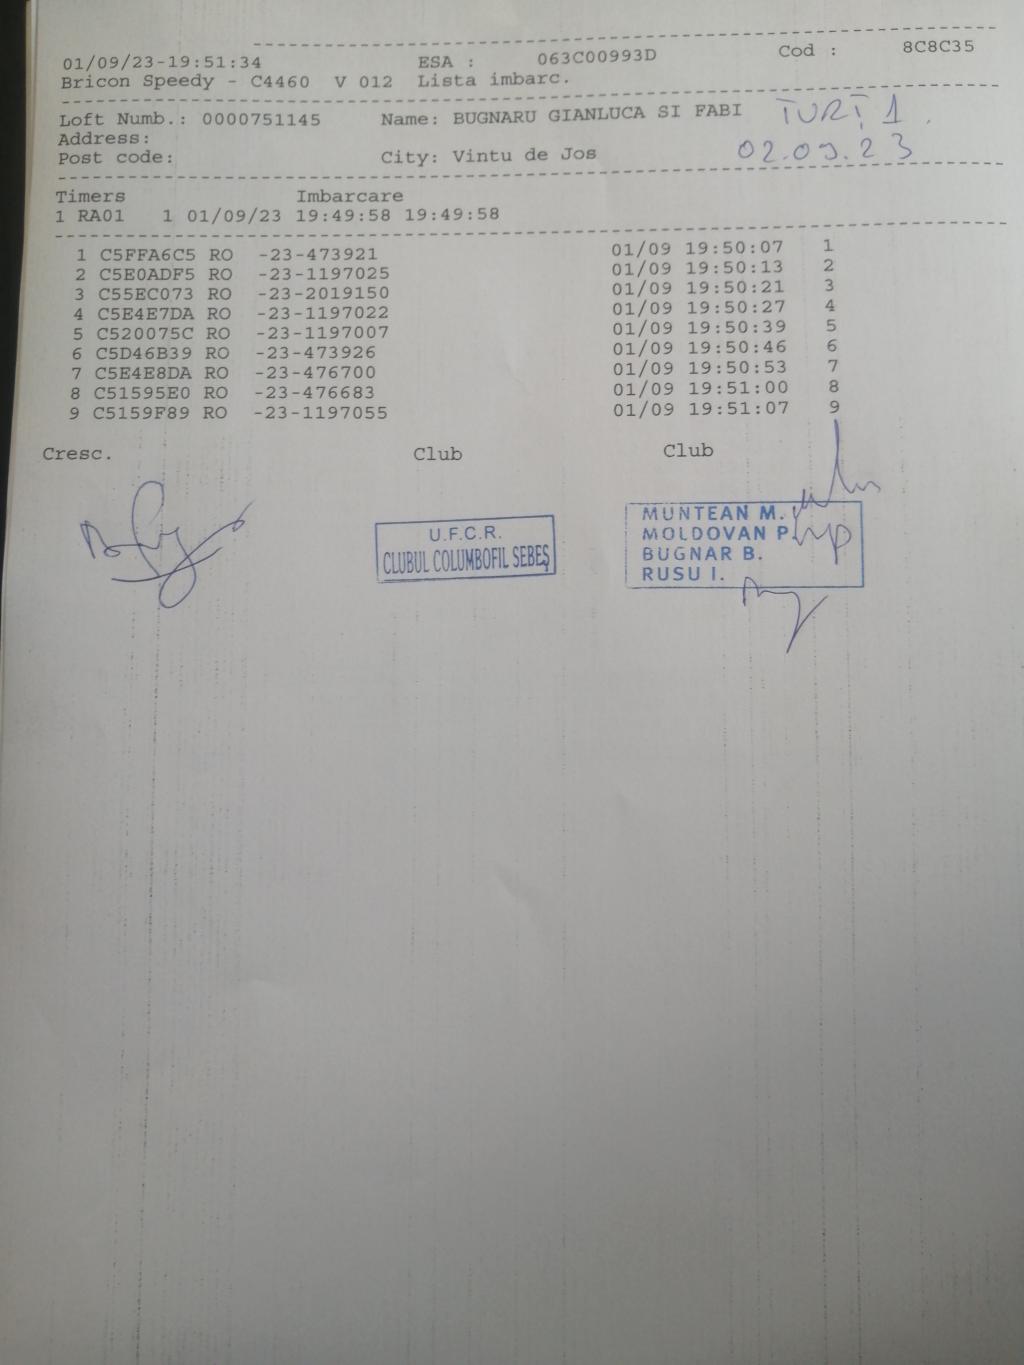 01/09/23-19:51:34 ESA : 063C00993D Cod : 8C8C35
Bricon Speedy - C4460 V 012 Lista imbarc.
Loft Numb.: 0000751145 Name: BUGNARU GIANLUCA SI FABI TURȚ 1.
Address:
Post code: City: Vintu de Jos 02.09.23
Timers Imbarcare
1 RA01 1 01/09/23 19:49:58 19:49:58
1 C5FFA6C5 RO -23-473921 01/09 19:50:07 1
2 C5E0ADF5 RO -23-1197025 01/09 19:50:13 2
3 C55EC073 RO -23-2019150 01/09 19:50:21 3
4 C5E4E7DA RO -23-1197022 01/09 19:50:27 4
5 C520075C RO -23-1197007 01/09 19:50:39 5
6 C5D46B39 RO -23-473926 01/09 19:50:46 6
7 C5E4E8DA RO -23-476700 01/09 19:50:53 7
8 C51595E0 RO -23-476683 01/09 19:51:00 8
9 C5159F89 RO -23-1197055 01/09 19:51:07 9
Cresc. Club Club
U.F.C.R.
CLUBUL COLUMBOFIL SEBEȘ
MUNTEAN M.
MOLDOVAN P.
BUGNAR B.
RUSU I.